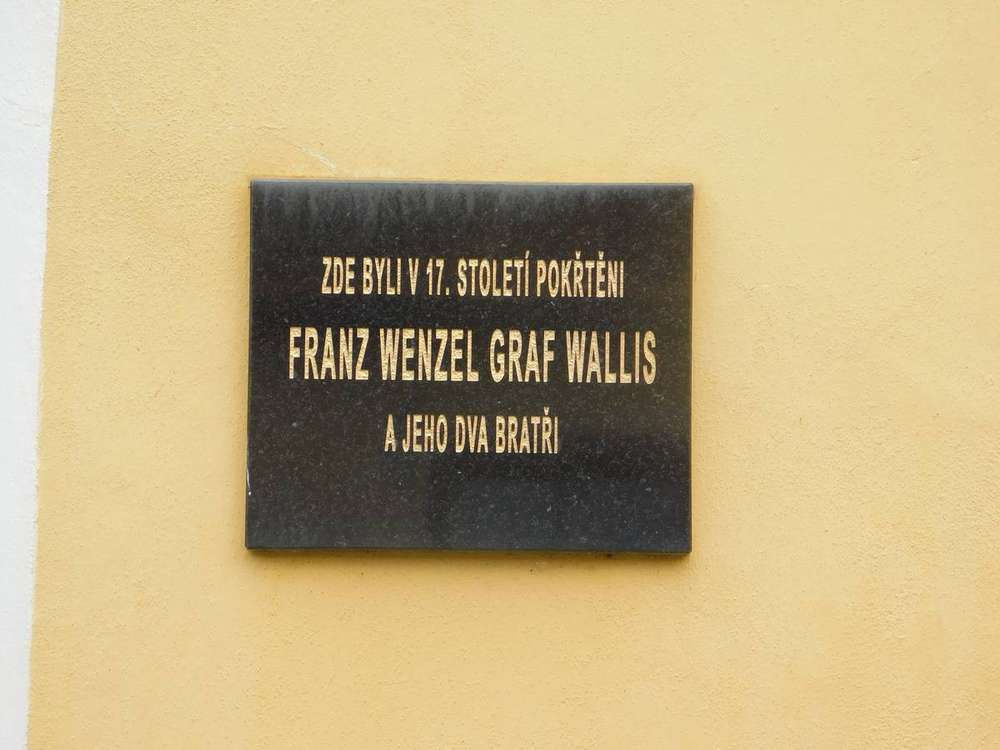 ZDE BYLI V 17. STOLETÍ POKŘTĚNI
FRANZ WENZEL GRAF WALLIS
A JEHO DVA BRATŘI